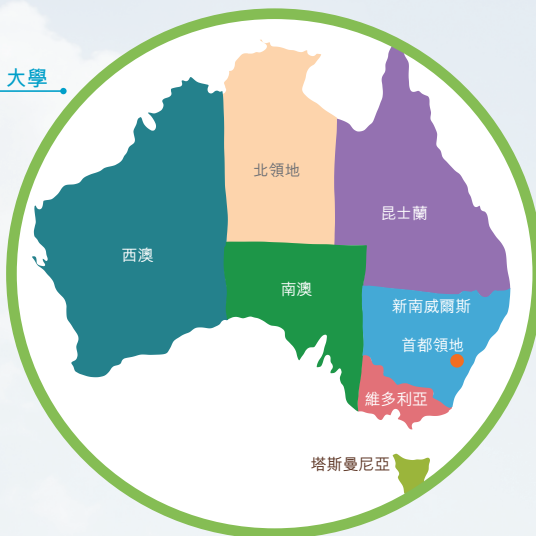 大學
北領地
昆士蘭
西澳
南澳
新南威爾斯
首都領地
維多利亞
塔斯曼尼亞